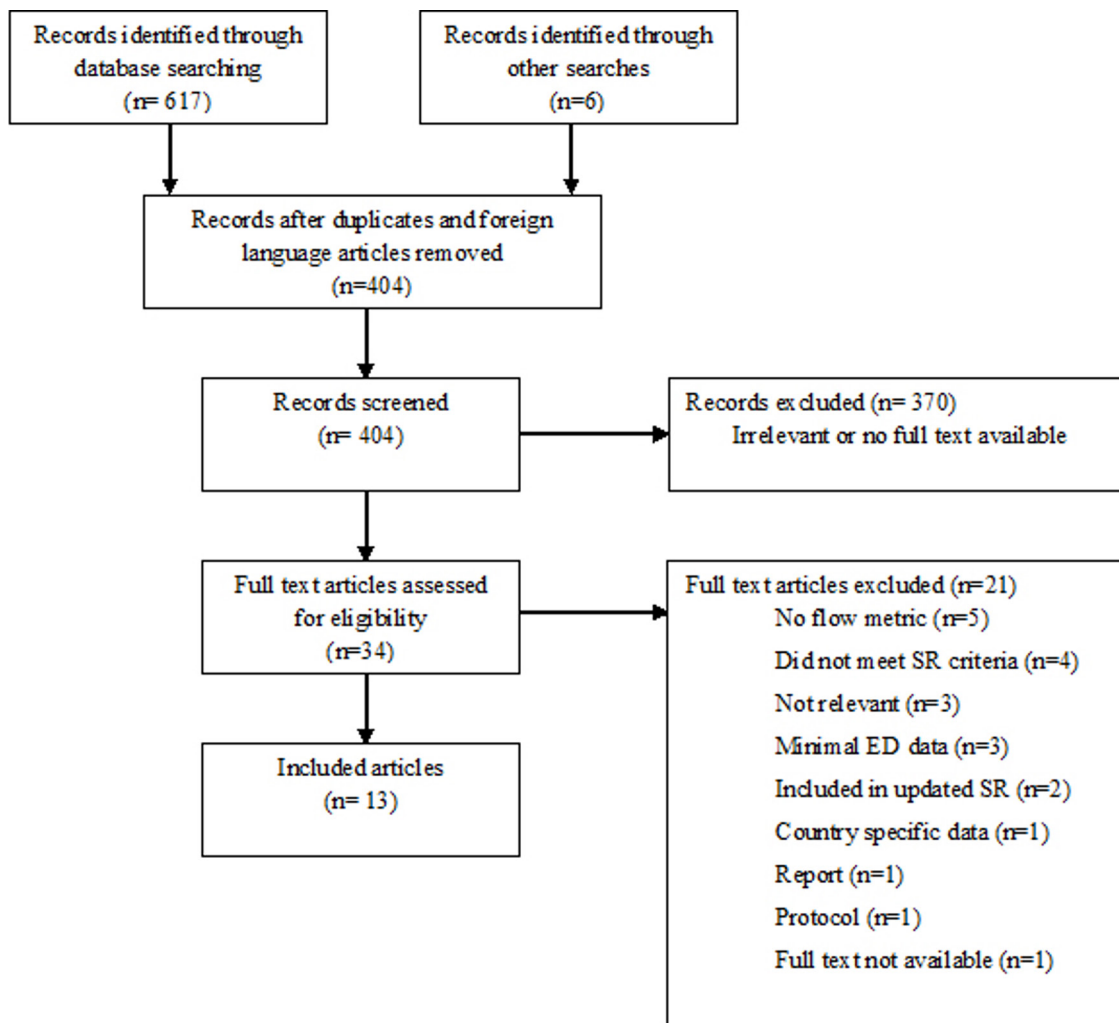 Records identified through
database searching
(n= 617)
Records identified through
other searches
(n=6)
Records after duplicates and foreign
language articles removed
(n=404)
Records screened
(n= 404)
Records excluded (n= 370)
Irrelevant or no full text available
Full text articles assessed
for eligibility
(n=34)
Full text articles excluded (n=21)
No flow metric (n=5)
Did not meet SR criteria (n=4)
Not relevant (n=3)
Minimal ED data (n=3)
Included in updated SR (n=2)
Country specific data (n=1)
Report (n=1)
Protocol (n=1)
Full text not available (n=1)
Included articles
(n= 13)